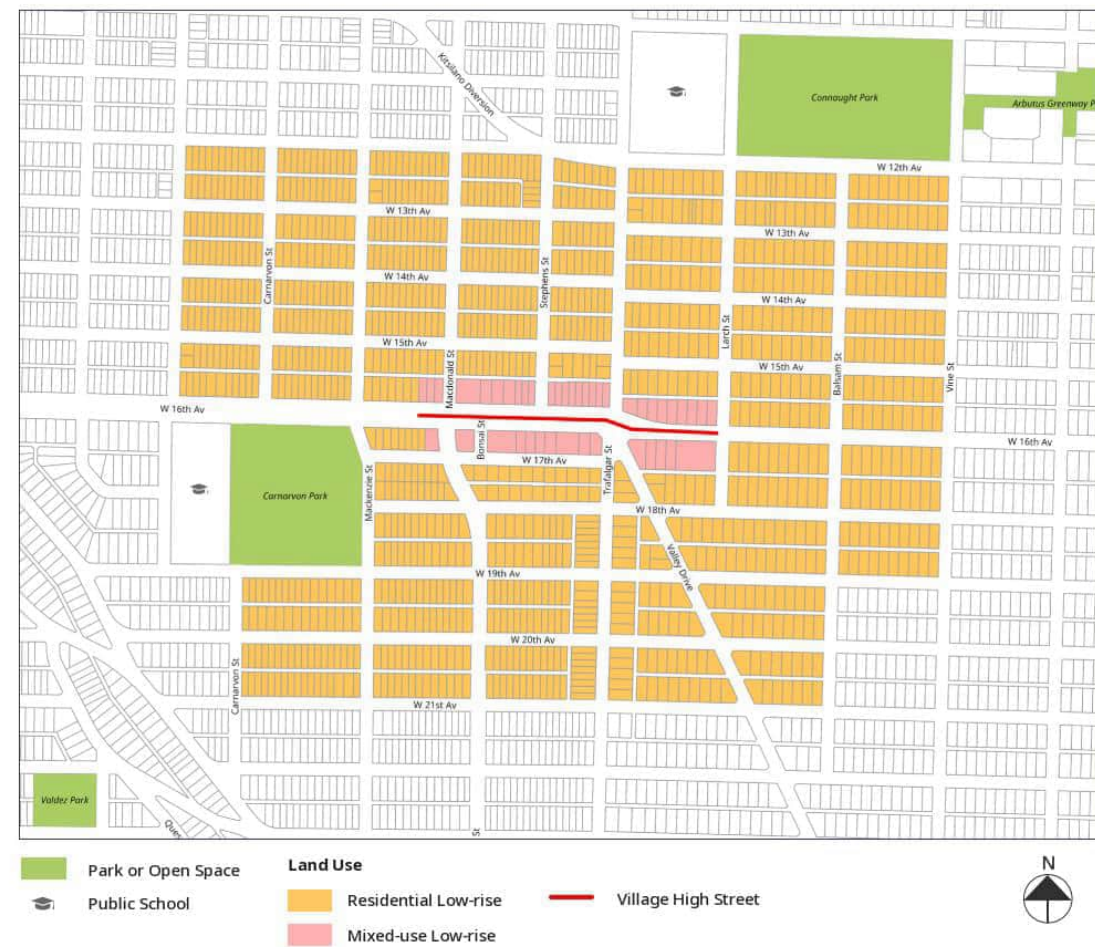 Kitsilano Diversion
Connaught Park
Arbutus Greenway P
W 12th Av
W 13th Av
W 13th Av
Carnarvon St
W 14th Av
Stephens St
W 14th Av
Larch St
W 15th Av
Macdonald St
W 15th Av
Balsam St
Vine St
W 16th Av
Bonsai St
W 16th Av
W 17th Av
Trafalgar St
Carnarvon Park
Mackenzie St
W 18th Av
Valley Drive
W 19th Av
W 20th Av
Carnarvon St
W 21st Av
Valdez Park
Ques
St
Park or Open Space
Public School
Land Use
Residential Low-rise
Mixed-use Low-rise
Village High Street
N